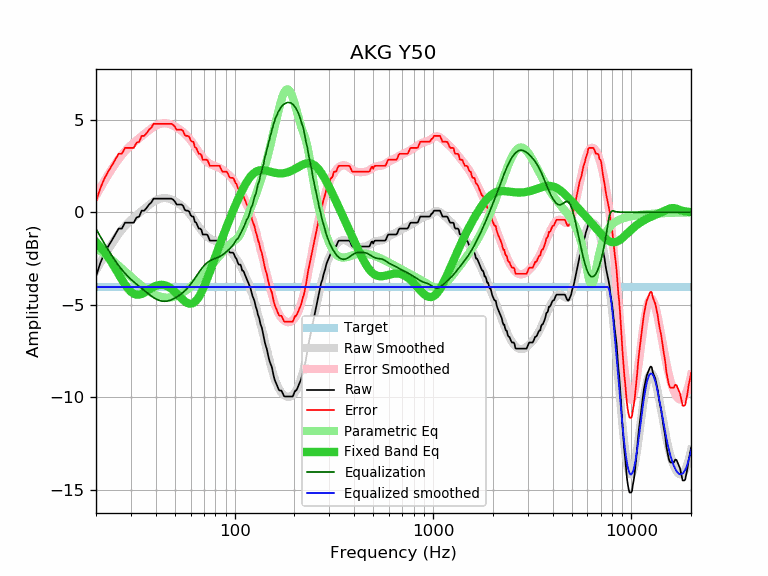 AKG Y50
Amplitude (dBr)
5
0
−5
−10
−15
Target
Raw Smoothed
Error Smoothed
Raw
Error
Parametric Eq
Fixed Band Eq
Equalization
Equalized smoothed
100
1000
10000
Frequency (Hz)